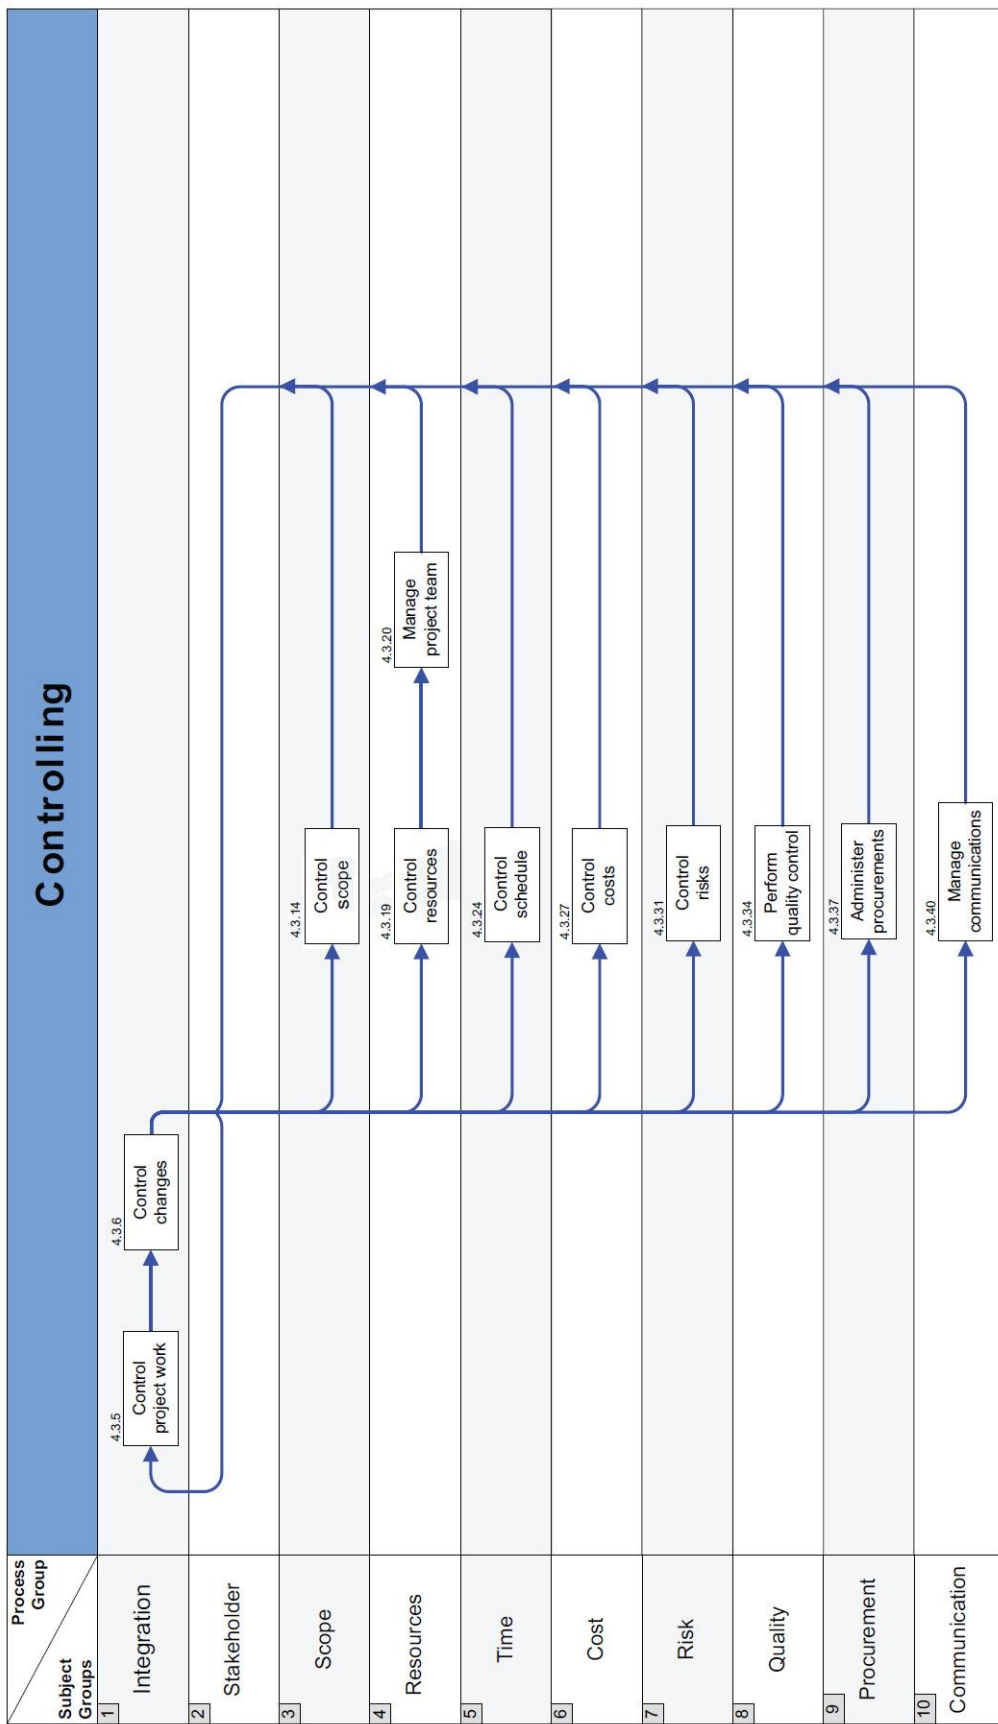 Controlling
Process
Group
Subject
Groups
1
Integration
4.3.5
Control
project work
4.3.6
Control
changes
2
Stakeholder
3
Scope
4.3.14
Control
scope
4
Resources
4.3.19
Control
resources
4.3.20
Manage
project team
5
Time
4.3.24
Control
schedule
6
Cost
4.3.27
Control
costs
7
Risk
4.3.31
Control
risks
8
Quality
4.3.34
Perform
quality control
9
Procurement
4.3.37
Administer
procurements
10
Communication
4.3.40
Manage
communications